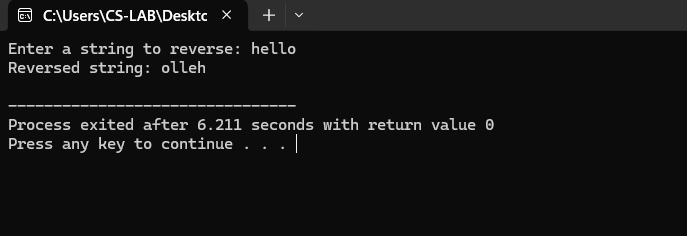 C:\Users\CS-LAB\Desktc
Enter a string to reverse: hello
Reversed string: olleh
--------------------------------
Process exited after 6.211 seconds with return value 0
Press any key to continue . . .